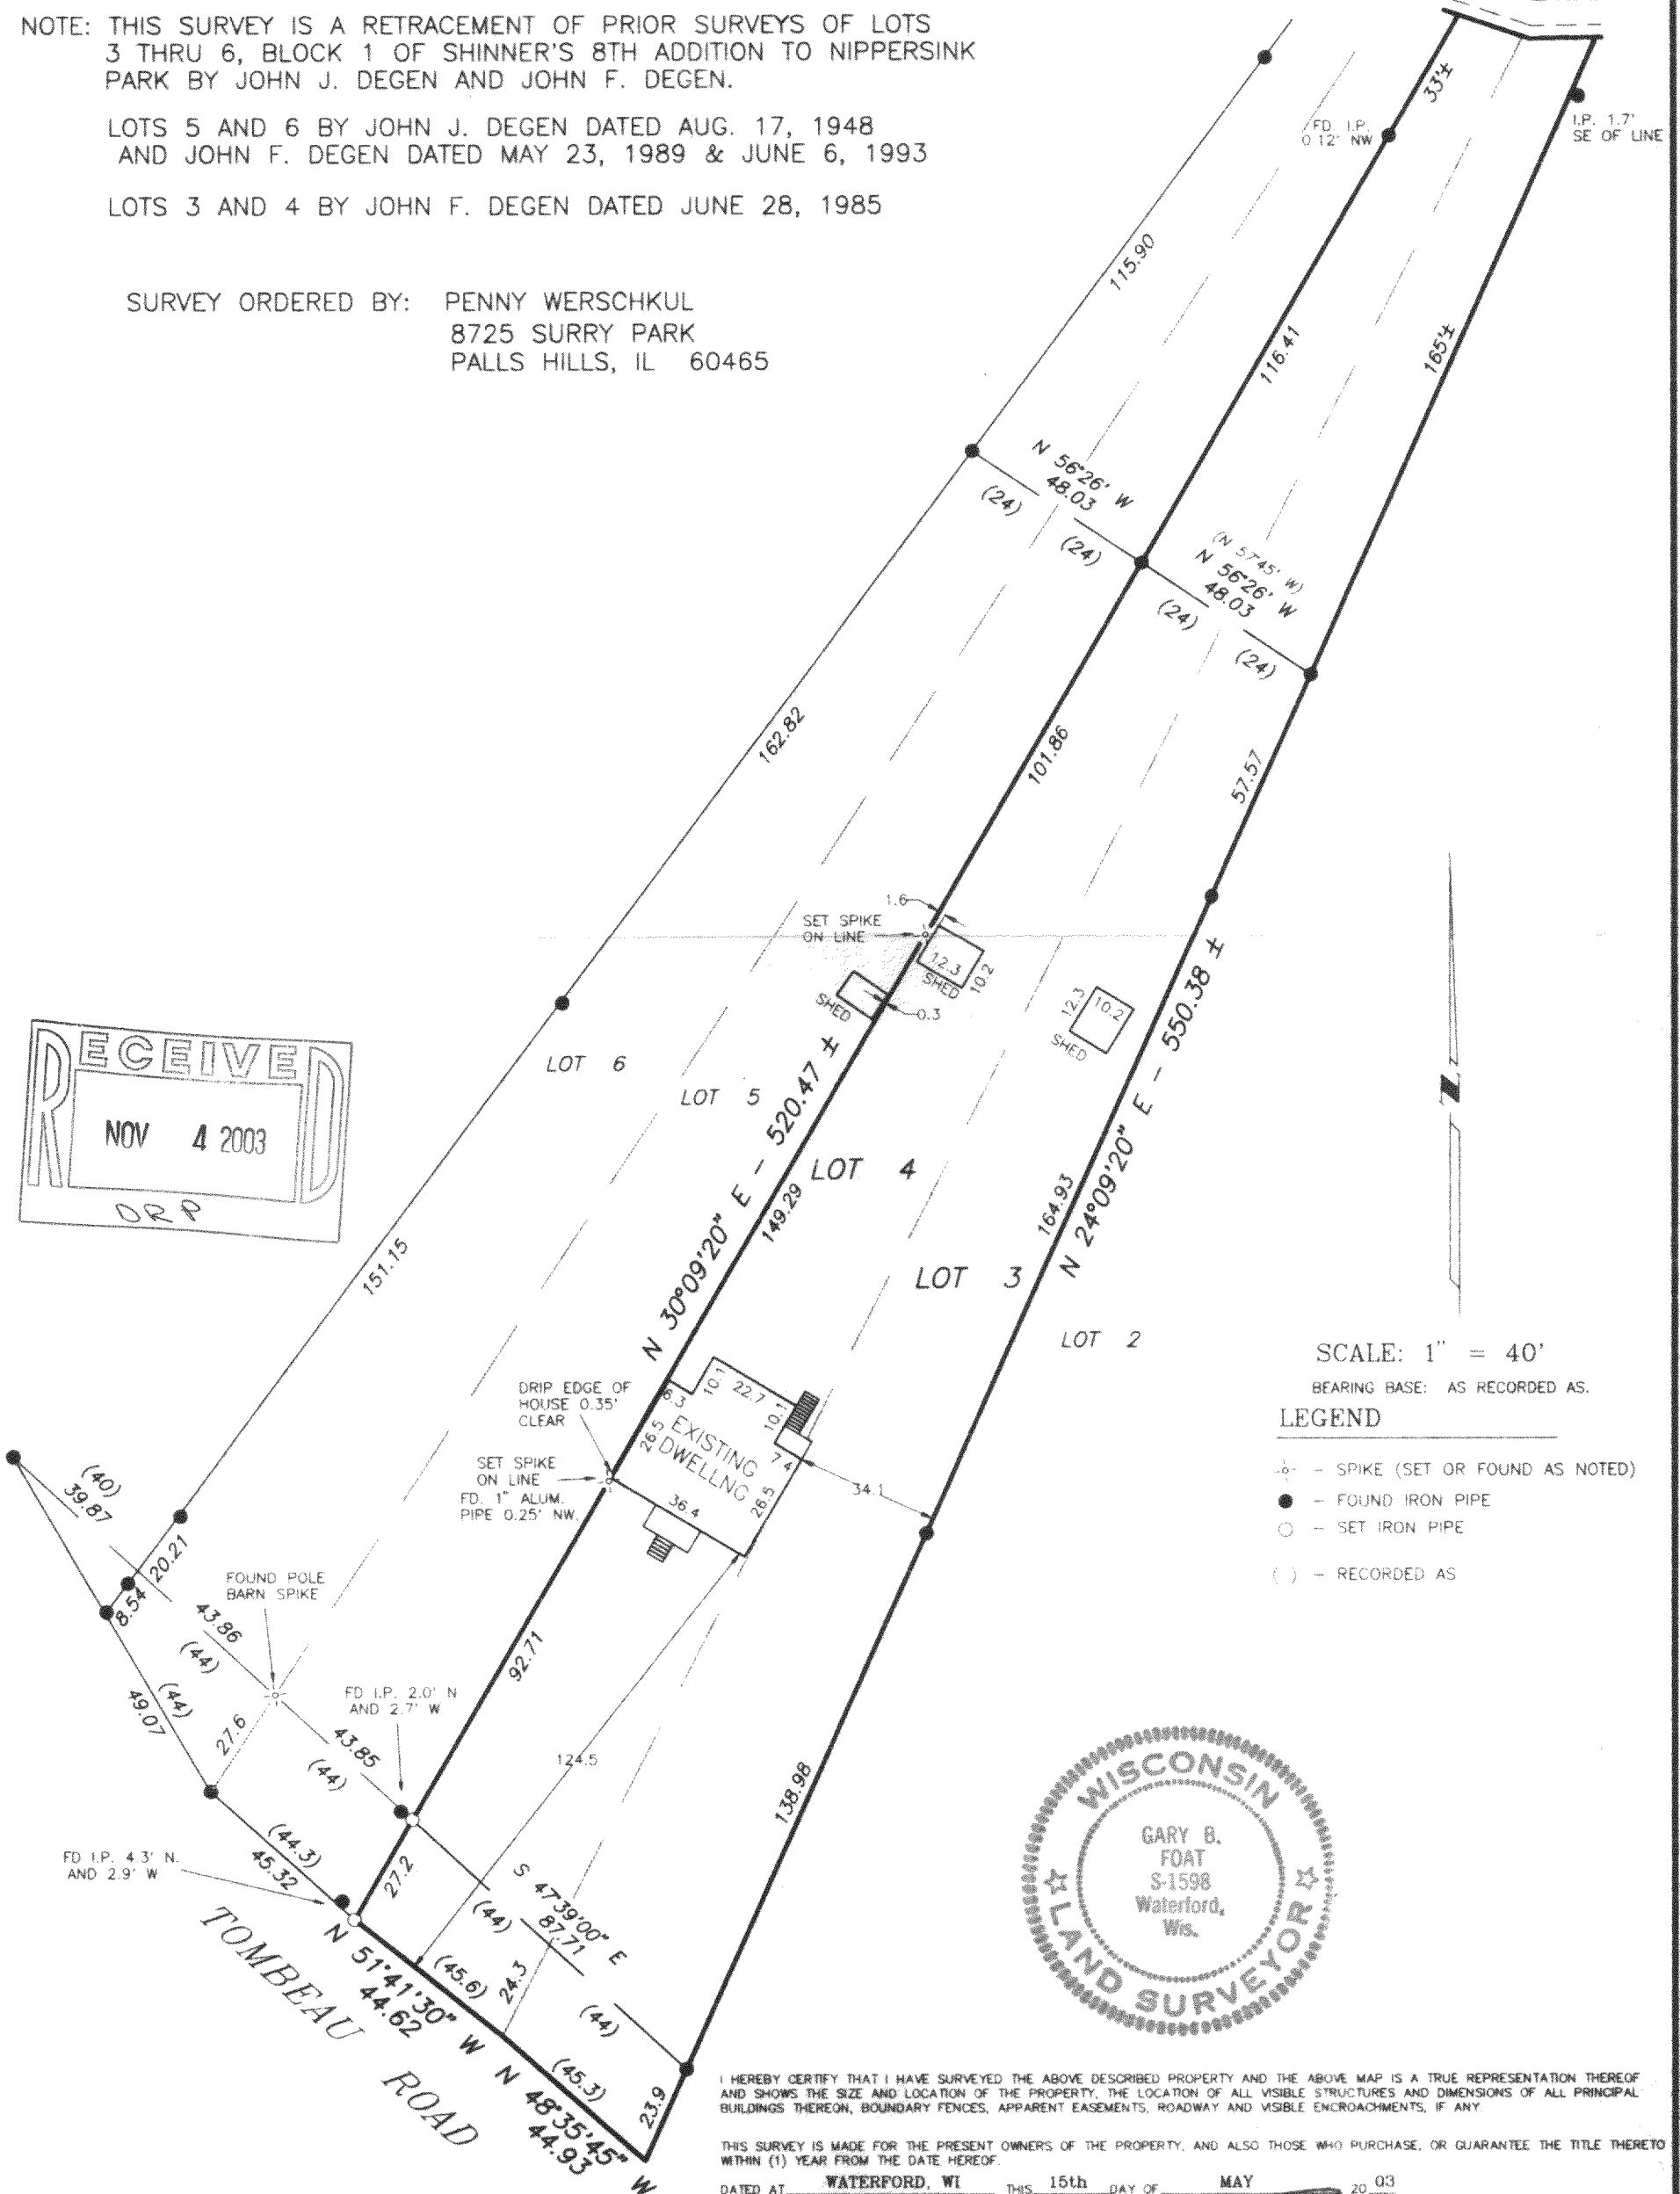 NOTE: THIS SURVEY IS A RETRACEMENT OF PRIOR SURVEYS OF LOTS
3 THRU 6, BLOCK 1 OF SHINNER'S 8TH ADDITION TO NIPPERSINK
PARK BY JOHN J. DEGEN AND JOHN F. DEGEN.
LOTS 5 AND 6 BY JOHN J. DEGEN DATED AUG. 17, 1948
AND JOHN F. DEGEN DATED MAY 23, 1989 & JUNE 6, 1993
LOTS 3 AND 4 BY JOHN F. DEGEN DATED JUNE 28, 1985
SURVEY ORDERED BY: PENNY WERSCHKUL
8725 SURRY PARK
PALLS HILLS, IL 60465
33'±
FD. I.P.
0.12' NW
I.P. 1.7'
SE OF LINE
115.90
116.41
165'±
N 56°26' W
48.03
(24)
(24)
(N 57°45' W)
N 56°26' W
48.03
(24)
(24)
162.82
101.86
57.57
1.6
SET SPIKE
ON LINE
12.3
SHED
10.2
SHED
0.3
12.3
10.2
SHED
LOT 6
LOT 5
LOT 4
LOT 3
LOT 2
N 30°09'20" E - 520.47 ±
149.29
N 24°09'20" E - 550.38 ±
164.93
RECEIVED
NOV 4 2003
DRP
151.15
N
SCALE: 1" = 40'
BEARING BASE: AS RECORDED AS.
LEGEND
- SPIKE (SET OR FOUND AS NOTED)
- FOUND IRON PIPE
- SET IRON PIPE
( ) - RECORDED AS
DRIP EDGE OF
HOUSE 0.35'
CLEAR
SET SPIKE
ON LINE
FD. 1" ALUM.
PIPE 0.25' NW.
6.3
10.1
22.7
10.1
26.5
EXISTING
DWELLNG
7.4
36.4
26.5
34.1
(40)
39.87
20.21
8.54
FOUND POLE
BARN SPIKE
43.86
(44)
(44)
49.07
27.6
FD I.P. 2.0' N
AND 2.7' W
43.85
(44)
92.71
124.5
138.98
FD I.P. 4.3' N.
AND 2.9' W
(44.3)
45.32
27.2
S 47°39'00" E
87.71
(44)
(44)
24.3
(45.6)
N 51°41'30" W
44.62
(45.3)
N 48°35'45" W
44.93
23.9
TOMBEAU ROAD
WISCONSIN
GARY B.
FOAT
S-1598
Waterford,
Wis.
LAND SURVEYOR
I HEREBY CERTIFY THAT I HAVE SURVEYED THE ABOVE DESCRIBED PROPERTY AND THE ABOVE MAP IS A TRUE REPRESENTATION THEREOF
AND SHOWS THE SIZE AND LOCATION OF THE PROPERTY, THE LOCATION OF ALL VISIBLE STRUCTURES AND DIMENSIONS OF ALL PRINCIPAL
BUILDINGS THEREON, BOUNDARY FENCES, APPARENT EASEMENTS, ROADWAY AND VISIBLE ENCROACHMENTS, IF ANY
THIS SURVEY IS MADE FOR THE PRESENT OWNERS OF THE PROPERTY, AND ALSO THOSE WHO PURCHASE, OR GUARANTEE THE TITLE THERETO
WITHIN (1) YEAR FROM THE DATE HEREOF.
DATED AT WATERFORD, WI THIS 15th DAY OF MAY 20 03